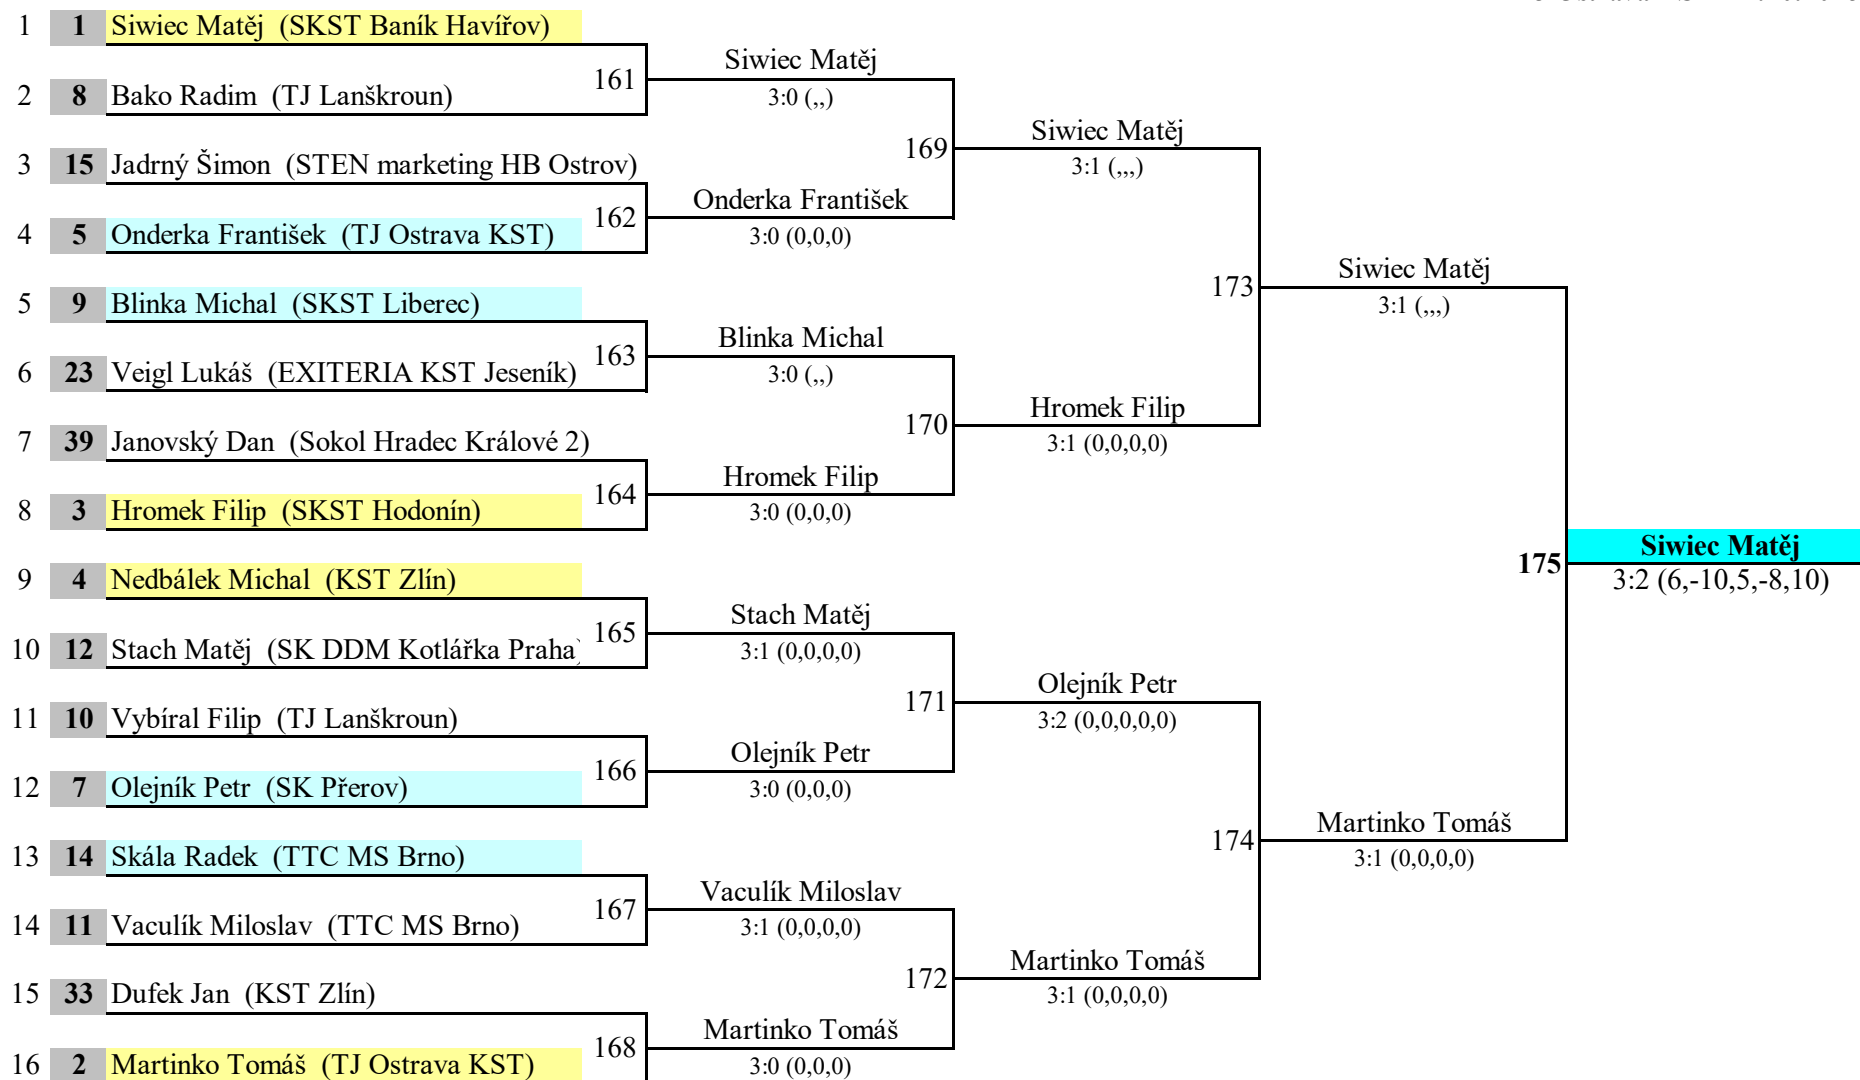 1 1 Siwiec Matěj (SKST Baník Havířov)
Siwiec Matěj
161
3:0 (,,)
2 8 Bako Radim (TJ Lanškroun)
Siwiec Matěj
169
3:1 (,,,)
3 15 Jadrný Šimon (STEN marketing HB Ostrov)
Onderka František
162
3:0 (0,0,0)
4 5 Onderka František (TJ Ostrava KST)
Siwiec Matěj
173
3:1 (,,,)
5 9 Blinka Michal (SKST Liberec)
Blinka Michal
163
3:0 (,,)
6 23 Veigl Lukáš (EXITERIA KST Jeseník)
Hromek Filip
170
3:1 (0,0,0,0)
7 39 Janovský Dan (Sokol Hradec Králové 2)
Hromek Filip
164
3:0 (0,0,0)
8 3 Hromek Filip (SKST Hodonín)
Siwiec Matěj
175
3:2 (6,-10,5,-8,10)
9 4 Nedbálek Michal (KST Zlín)
Stach Matěj
165
3:1 (0,0,0,0)
10 12 Stach Matěj (SK DDM Kotlářka Praha)
Olejník Petr
171
3:2 (0,0,0,0,0)
11 10 Vybíral Filip (TJ Lanškroun)
Olejník Petr
166
3:0 (0,0,0)
12 7 Olejník Petr (SK Přerov)
Martinko Tomáš
174
3:1 (0,0,0,0)
13 14 Skála Radek (TTC MS Brno)
Vaculík Miloslav
167
3:1 (0,0,0,0)
14 11 Vaculík Miloslav (TTC MS Brno)
Martinko Tomáš
172
3:1 (0,0,0,0)
15 33 Dufek Jan (KST Zlín)
Martinko Tomáš
168
3:0 (0,0,0)
16 2 Martinko Tomáš (TJ Ostrava KST)